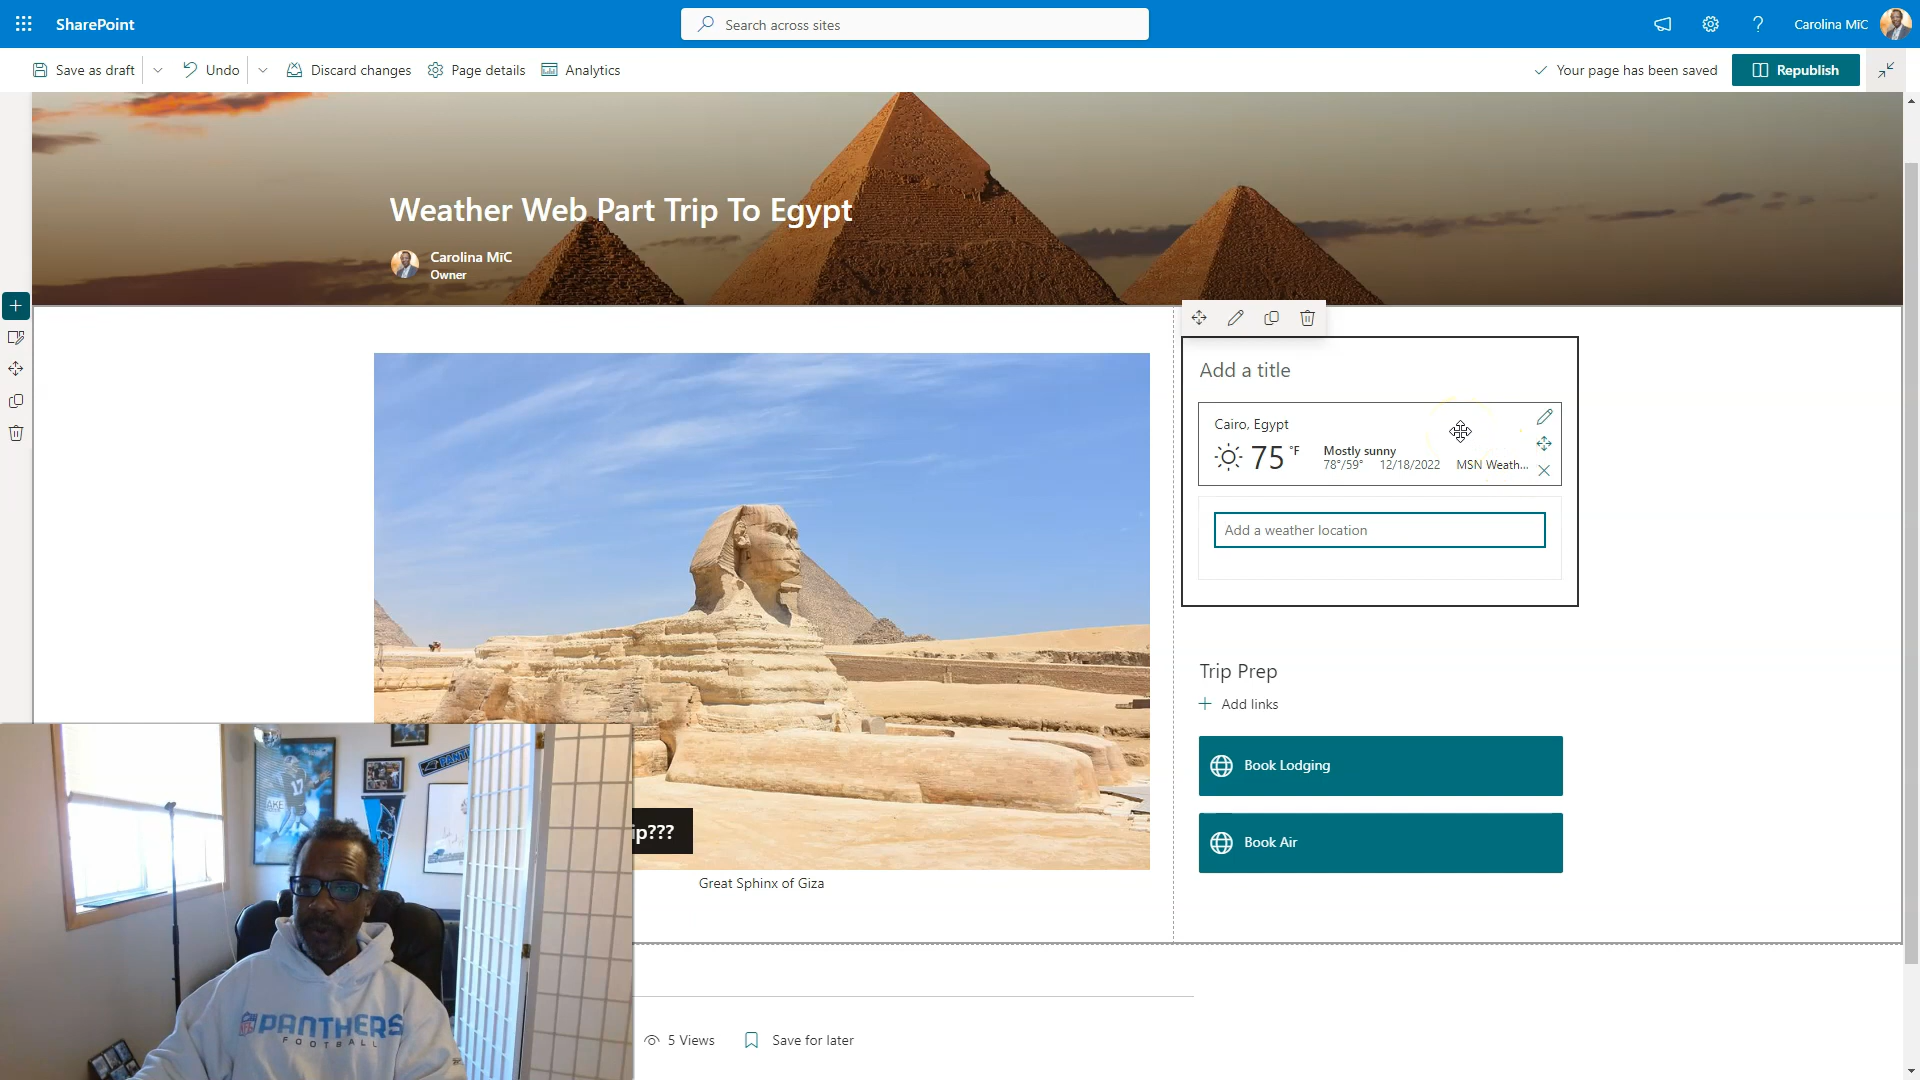 SharePoint
Search across sites
Carolina MīC
Save as draft
Undo
Discard changes
Page details
Analytics
Your page has been saved
Republish
Weather Web Part Trip To Egypt
Carolina MīC
Owner
Add a title
Cairo, Egypt
75 °F
Mostly sunny
78°/59° 12/18/2022 MSN Weath...
Add a weather location
Trip Prep
Add links
Book Lodging
Book Air
ip???
Great Sphinx of Giza
17
PANTHERS
FOOTBALL
5 Views
Save for later